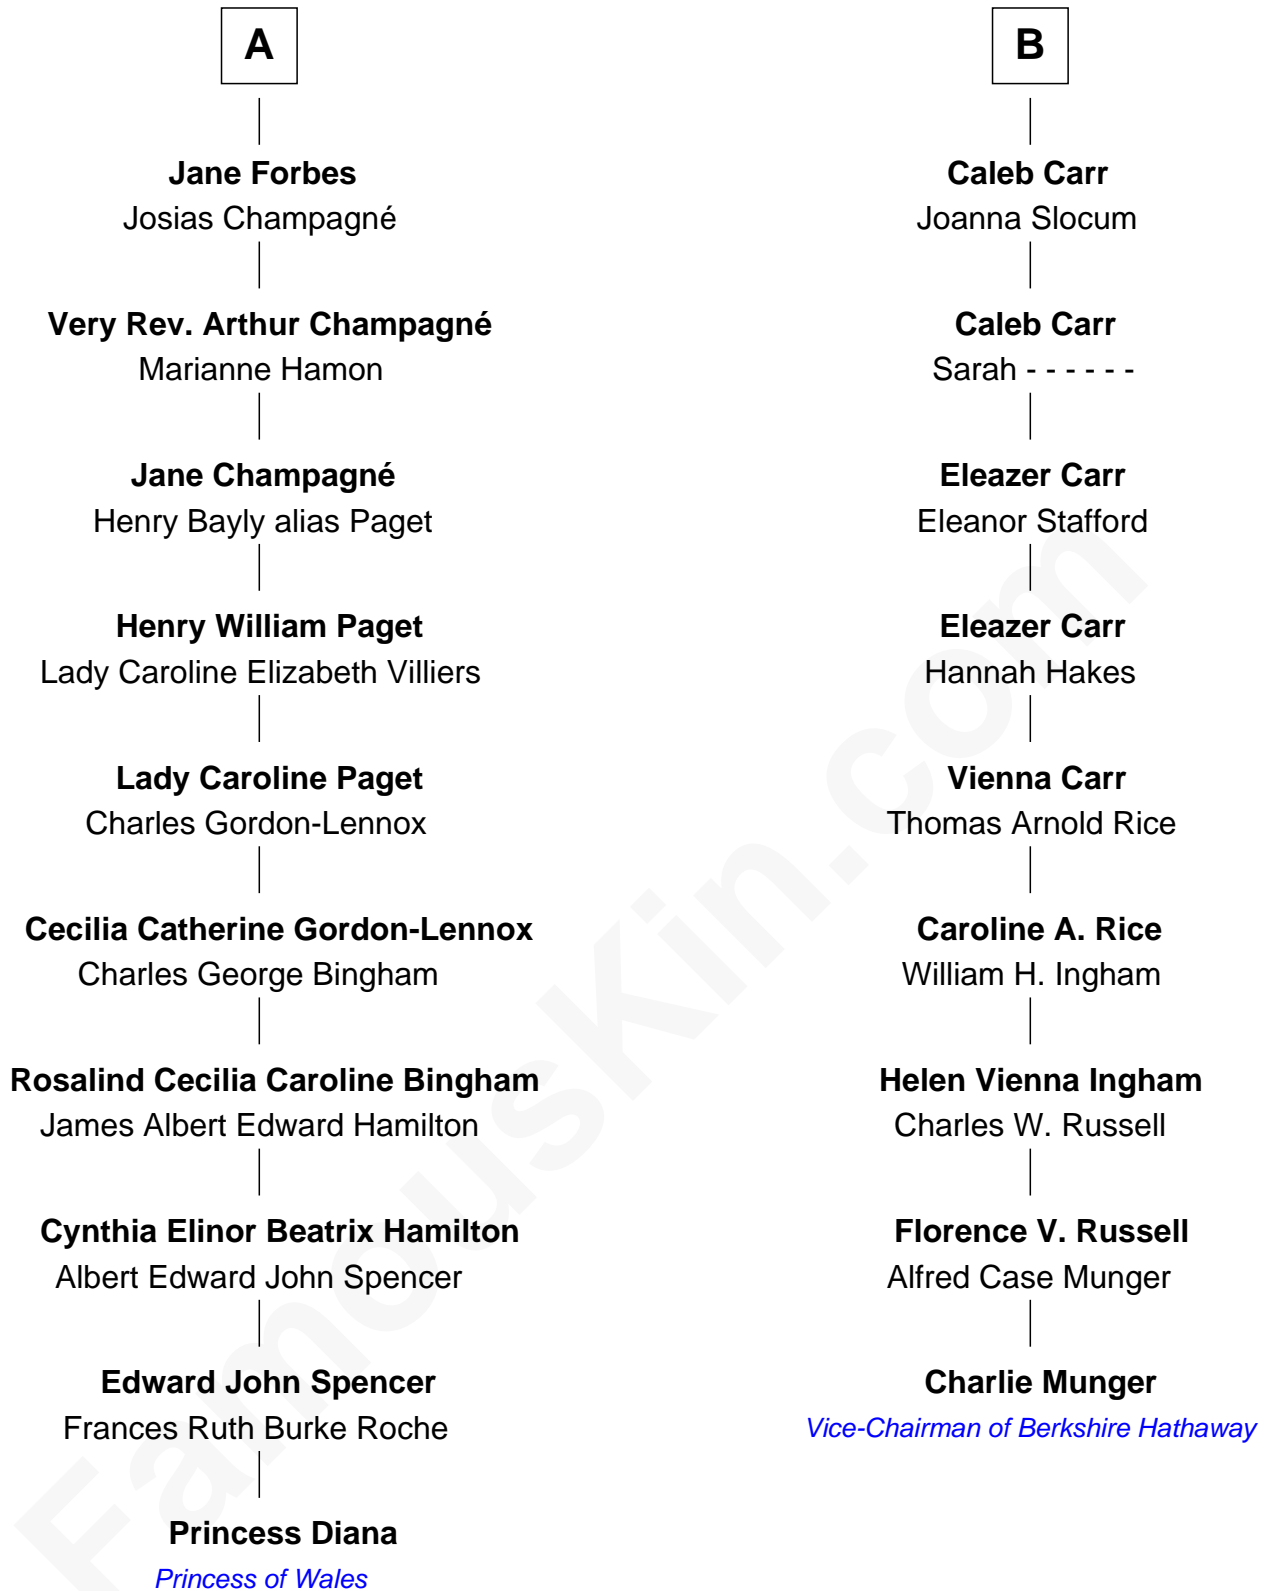 A
Jane Forbes
Josias Champagné
Very Rev. Arthur Champagné
Marianne Hamon
Jane Champagné
Henry Bayly alias Paget
Henry William Paget
Lady Caroline Elizabeth Villiers
Lady Caroline Paget
Charles Gordon-Lennox
Cecilia Catherine Gordon-Lennox
Charles George Bingham
Rosalind Cecilia Caroline Bingham
James Albert Edward Hamilton
Cynthia Elinor Beatrix Hamilton
Albert Edward John Spencer
Edward John Spencer
Frances Ruth Burke Roche
Princess Diana
Princess of Wales
B
Caleb Carr
Joanna Slocum
Caleb Carr
Sarah - - - - - -
Eleazer Carr
Eleanor Stafford
Eleazer Carr
Hannah Hakes
Vienna Carr
Thomas Arnold Rice
Caroline A. Rice
William H. Ingham
Helen Vienna Ingham
Charles W. Russell
Florence V. Russell
Alfred Case Munger
Charlie Munger
Vice-Chairman of Berkshire Hathaway
FamousKin.com